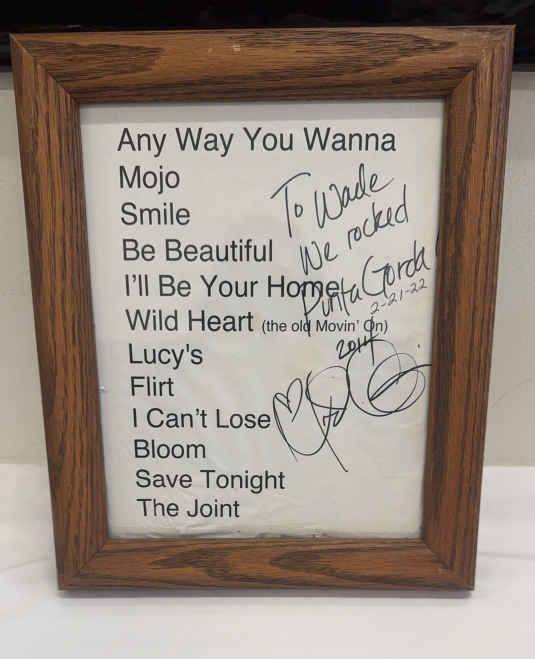 Any Way You Wanna
Mojo
Smile
Be Beautiful
I'll Be Your Home
Wild Heart (the old Movin' On)
Lucy's
Flirt
I Can't Lose
Bloom
Save Tonight
The Joint
To Wade
We rocked
Punta Gorda
2-21-22
2014